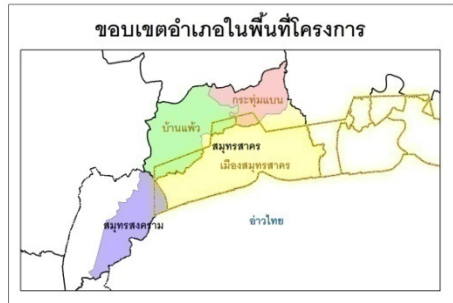 ขอบเขตอำเภอในพื้นที่โครงการ
กระทุ่มแบน
บ้านแพ้ว
สมุทรสาคร
เมืองสมุทรสาคร
อ่าวไทย
สมุทรสงคราม